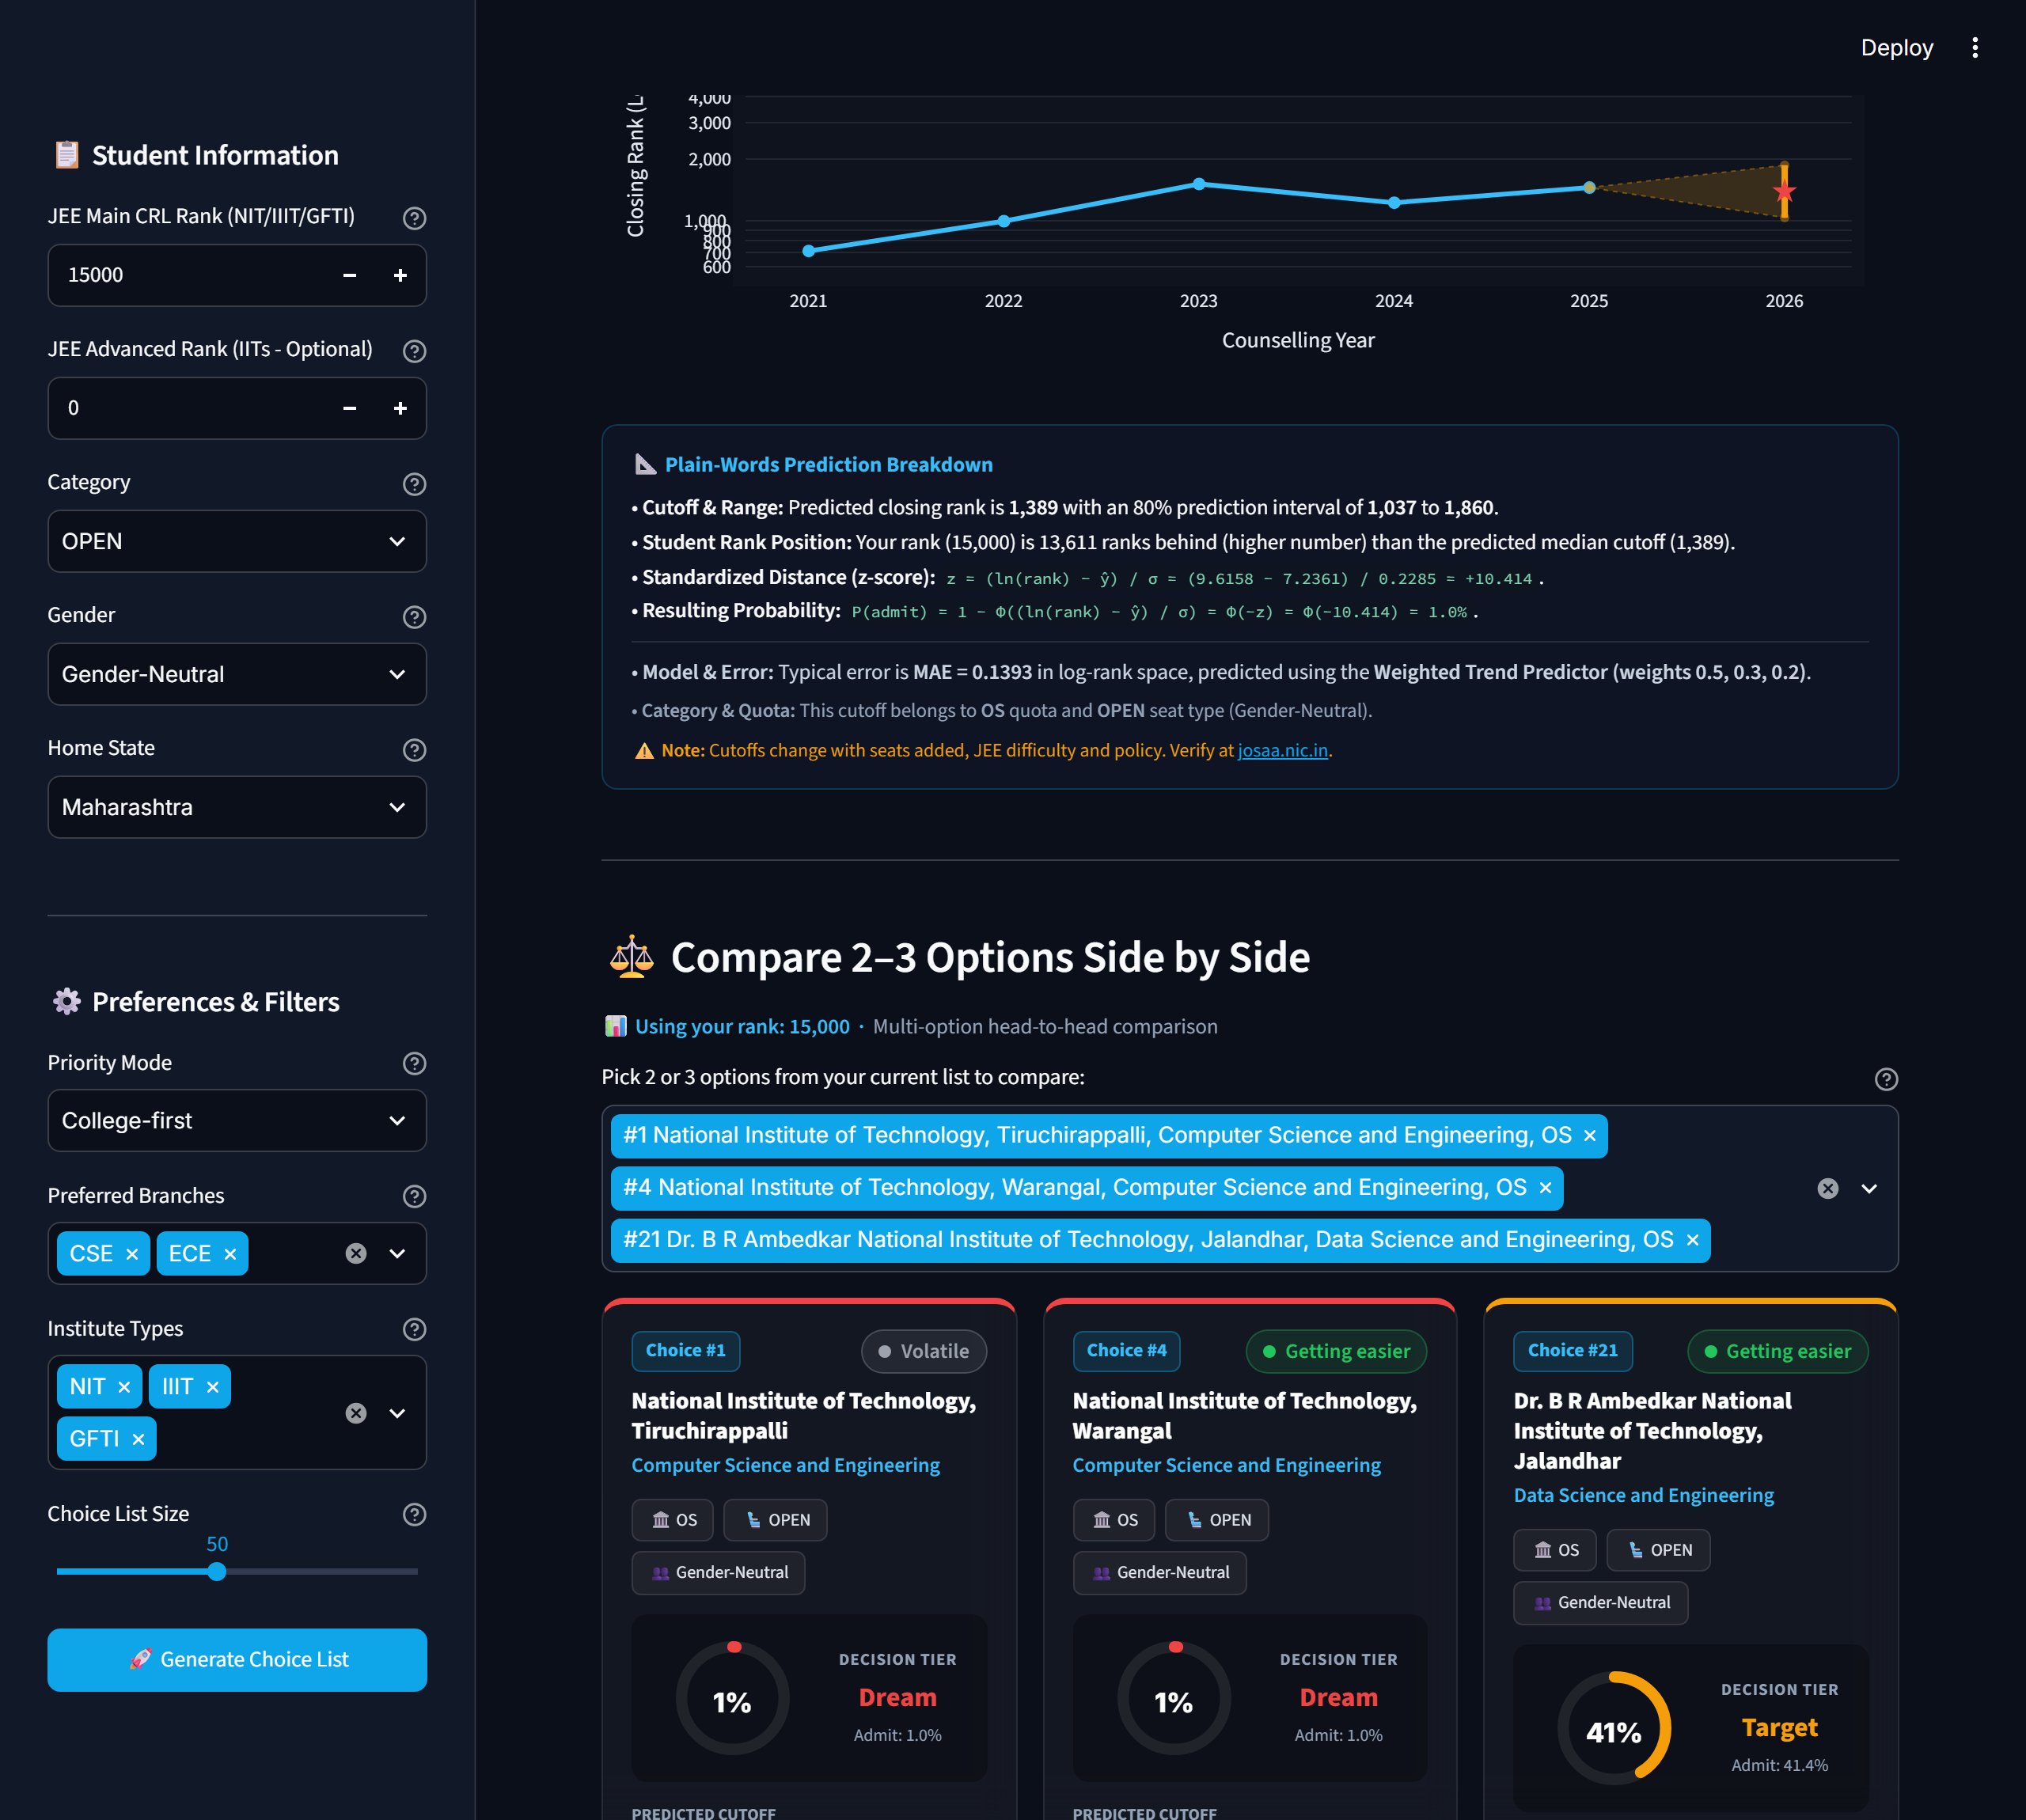 Deploy
📋 Student Information
JEE Main CRL Rank (NIT/IIIT/GFTI)
15000
JEE Advanced Rank (IITs - Optional)
0
Category
OPEN
Gender
Gender-Neutral
Home State
Maharashtra
⚙️ Preferences & Filters
Priority Mode
College-first
Preferred Branches
CSE × ECE ×
Institute Types
NIT × IIIT ×
GFTI ×
Choice List Size
50
🚀 Generate Choice List
Closing Rank (L
4,000
3,000
2,000
1,000
900
800
700
600
2021 2022 2023 2024 2025 2026
Counselling Year
📐 Plain-Words Prediction Breakdown
• Cutoff & Range: Predicted closing rank is 1,389 with an 80% prediction interval of 1,037 to 1,860.
• Student Rank Position: Your rank (15,000) is 13,611 ranks behind (higher number) than the predicted median cutoff (1,389).
• Standardized Distance (z-score): z = (ln(rank) − ŷ) / σ = (9.6158 − 7.2361) / 0.2285 = +10.414 .
• Resulting Probability: P(admit) = 1 − Φ((ln(rank) − ŷ) / σ) = Φ(−z) = Φ(−10.414) = 1.0% .
• Model & Error: Typical error is MAE = 0.1393 in log-rank space, predicted using the Weighted Trend Predictor (weights 0.5, 0.3, 0.2).
• Category & Quota: This cutoff belongs to OS quota and OPEN seat type (Gender-Neutral).
⚠️ Note: Cutoffs change with seats added, JEE difficulty and policy. Verify at josaa.nic.in.
⚖️ Compare 2–3 Options Side by Side
📊 Using your rank: 15,000 · Multi-option head-to-head comparison
Pick 2 or 3 options from your current list to compare:
#1 National Institute of Technology, Tiruchirappalli, Computer Science and Engineering, OS ×
#4 National Institute of Technology, Warangal, Computer Science and Engineering, OS ×
#21 Dr. B R Ambedkar National Institute of Technology, Jalandhar, Data Science and Engineering, OS ×
Choice #1 Volatile
National Institute of Technology,
Tiruchirappalli
Computer Science and Engineering
OS OPEN
Gender-Neutral
1%
DECISION TIER
Dream
Admit: 1.0%
PREDICTED CUTOFF
Choice #4 Getting easier
National Institute of Technology,
Warangal
Computer Science and Engineering
OS OPEN
Gender-Neutral
1%
DECISION TIER
Dream
Admit: 1.0%
PREDICTED CUTOFF
Choice #21 Getting easier
Dr. B R Ambedkar National
Institute of Technology,
Jalandhar
Data Science and Engineering
OS OPEN
Gender-Neutral
41%
DECISION TIER
Target
Admit: 41.4%